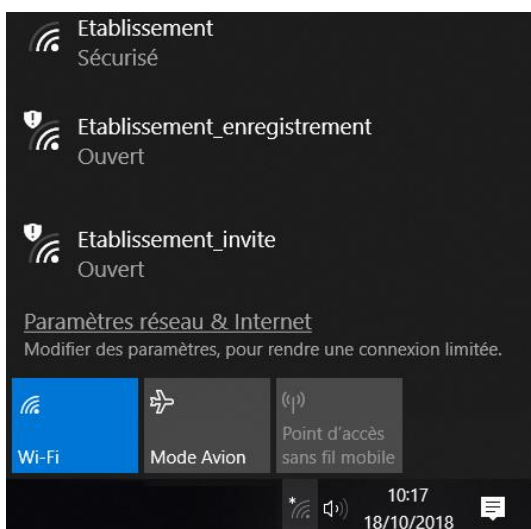 Etablissement
Sécurisé
Etablissement_enregistrement
Ouvert
Etablissement_invite
Ouvert
Paramètres réseau & Internet
Modifier des paramètres, pour rendre une connexion limitée.
Wi-Fi
Mode Avion
Point d'accès
sans fil mobile
10:17
18/10/2018